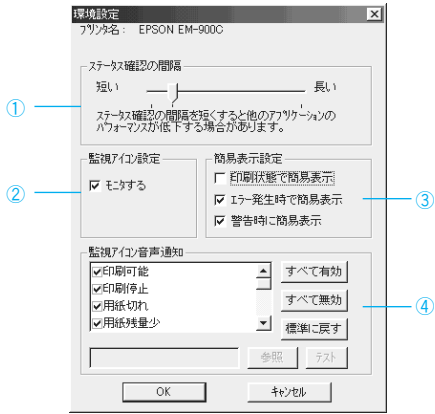 環境設定
プリンタ名： EPSON EM-900C
ステータス確認の間隔
短い 長い
①
ステータス確認の間隔を短くすると他のアプリケーションの
パフォーマンスが低下する場合があります。
監視アイコン設定
② モニタする
簡易表示設定
印刷状態で簡易表示
エラー発生時で簡易表示 ③
警告時に簡易表示
監視アイコン音声通知
印刷可能
印刷停止
用紙切れ
用紙残量少
すべて有効
すべて無効
標準に戻す
④
参照 テスト
OK キャンセル